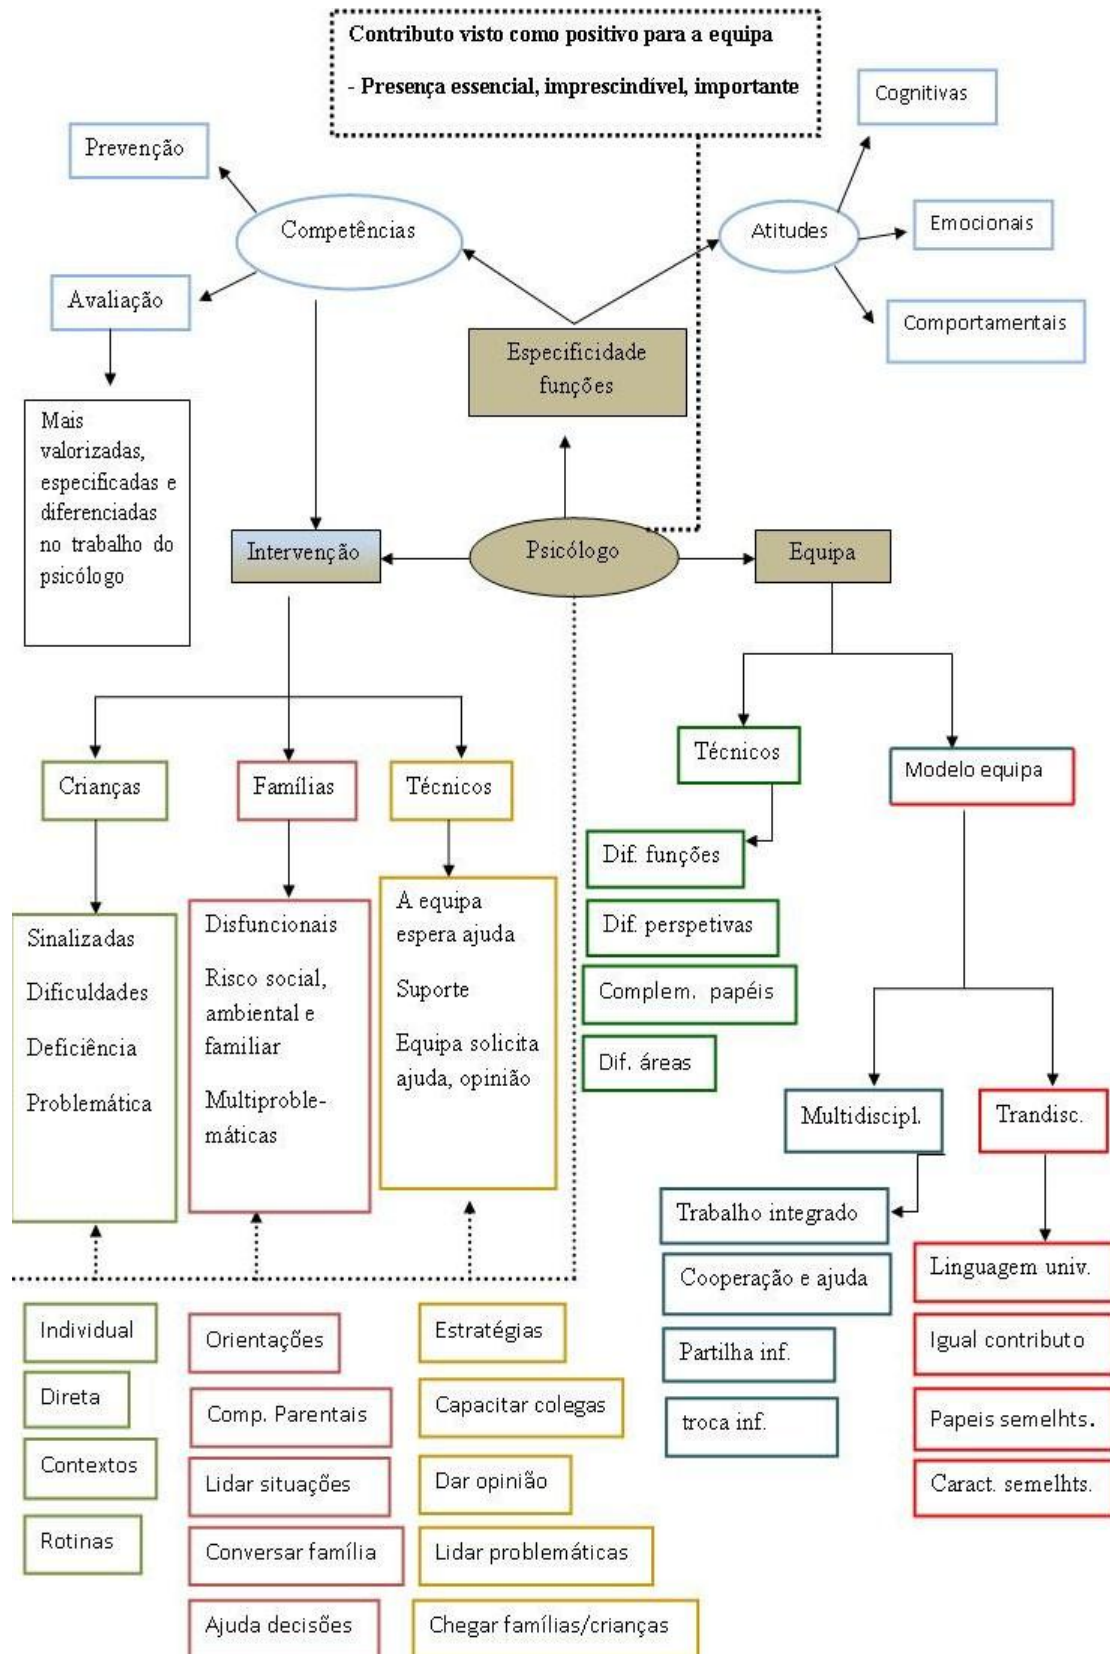 Contributo visto como positivo para a equipa
- Presença essencial, imprescindível, importante
Cognitivas
Prevenção
Competências
Atitudes
Emocionais
Avaliação
Comportamentais
Especificidade
funções
Mais
valorizadas,
especificadas e
diferenciadas
no trabalho do
psicólogo
Intervenção
Psicólogo
Equipa
Técnicos
Modelo equipa
Crianças
Famílias
Técnicos
Dif. funções
Dif. perspetivas
Complem. papéis
Dif. áreas
Sinalizadas
Dificuldades
Deficiência
Problemática
Disfuncionais
Risco social,
ambiental e
familiar
Multiproble-
máticas
A equipa
espera ajuda
Suporte
Equipa solicita
ajuda, opinião
Multidiscipl.
Trandisc.
Trabalho integrado
Cooperação e ajuda
Partilha inf.
troca inf.
Linguagem univ.
Igual contributo
Papeis semelhts.
Caract. semelhts.
Individual
Direta
Contextos
Rotinas
Orientações
Comp. Parentais
Lidar situações
Conversar família
Ajuda decisões
Estratégias
Capacitar colegas
Dar opinião
Lidar problemáticas
Chegar famílias/crianças